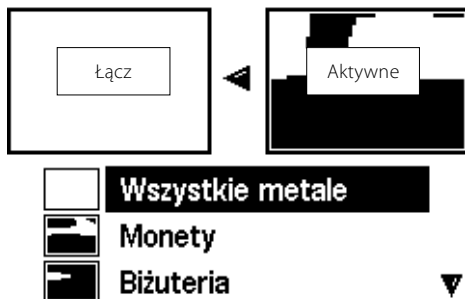 Łącz
Aktywne
Wszystkie metale
Monety
Biżuteria